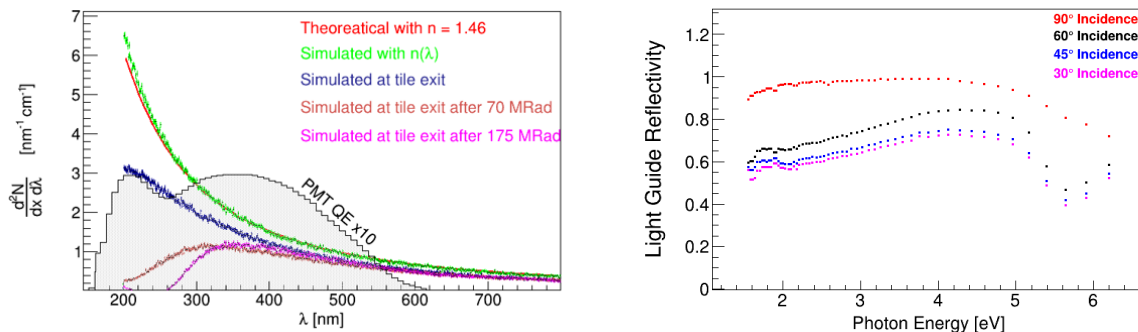 7
6
5
4
3
2
1
d²N
dx dλ
[nm⁻¹ cm⁻¹]
Theoreatical with n = 1.46
Simulated with n(λ)
Simulated at tile exit
Simulated at tile exit after 70 MRad
Simulated at tile exit after 175 MRad
PMT QE x10
200 300 400 500 600 700
λ [nm]
Light Guide Reflectivity
1.2
1
0.8
0.6
0.4
0.2
0
90° Incidence
60° Incidence
45° Incidence
30° Incidence
1 2 3 4 5 6 7
Photon Energy [eV]